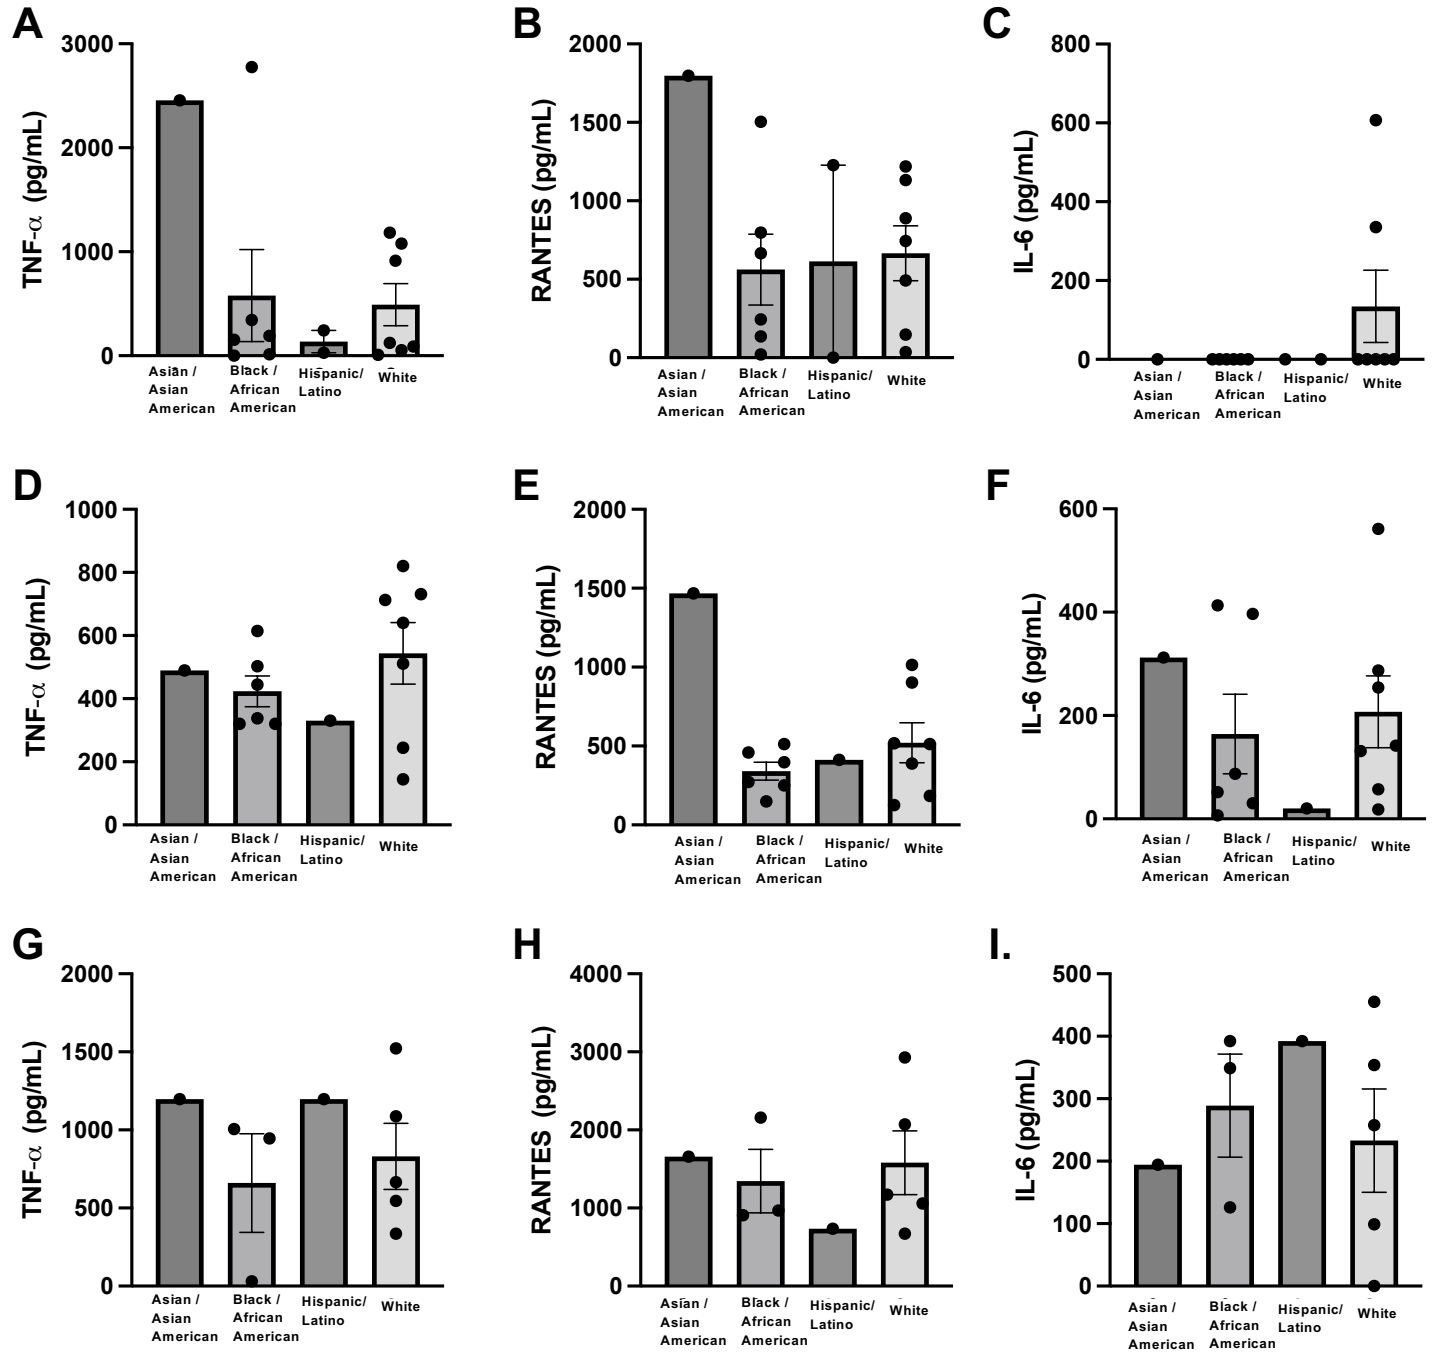 A
TNF-α (pg/mL)
3000
2000
1000
0
Asian /
Asian
American
Black /
African
American
Hispanic/
Latino
White
B
RANTES (pg/mL)
2000
1500
1000
500
0
Asian /
Asian
American
Black /
African
American
Hispanic/
Latino
White
C
IL-6 (pg/mL)
800
600
400
200
0
Asian /
Asian
American
Black /
African
American
Hispanic/
Latino
White
D
TNF-α (pg/mL)
1000
800
600
400
200
0
Asian /
Asian
American
Black /
African
American
Hispanic/
Latino
White
E
RANTES (pg/mL)
2000
1500
1000
500
0
Asian /
Asian
American
Black /
African
American
Hispanic/
Latino
White
F
IL-6 (pg/mL)
600
400
200
0
Asian /
Asian
American
Black /
African
American
Hispanic/
Latino
White
G
TNF-α (pg/mL)
2000
1500
1000
500
0
Asian /
Asian
American
Black /
African
American
Hispanic/
Latino
White
H
RANTES (pg/mL)
4000
3000
2000
1000
0
Asian /
Asian
American
Black /
African
American
Hispanic/
Latino
White
I.
IL-6 (pg/mL)
500
400
300
200
100
0
Asian /
Asian
American
Black /
African
American
Hispanic/
Latino
White